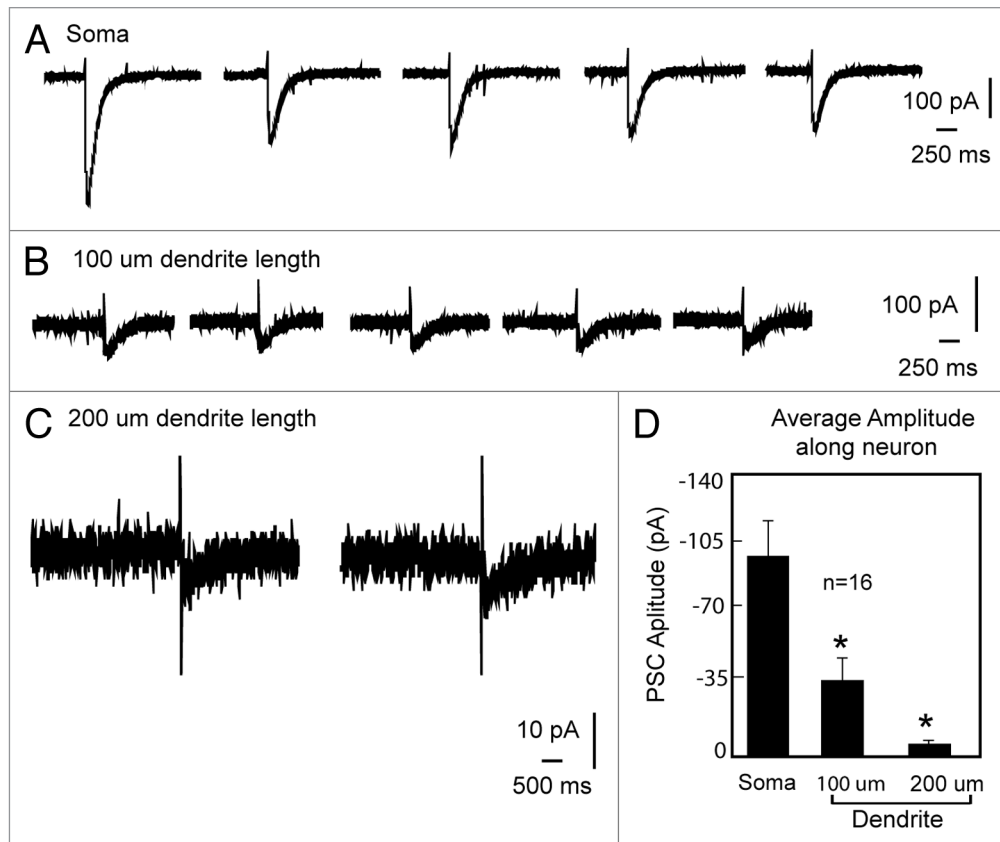 A Soma
100 pA
250 ms
B 100 um dendrite length
100 pA
250 ms
C 200 um dendrite length
10 pA
500 ms
D Average Amplitude
along neuron
PSC Aplitude (pA)
-140
-105
-70
-35
0
n=16
*
*
Soma 100 um 200 um
Dendrite